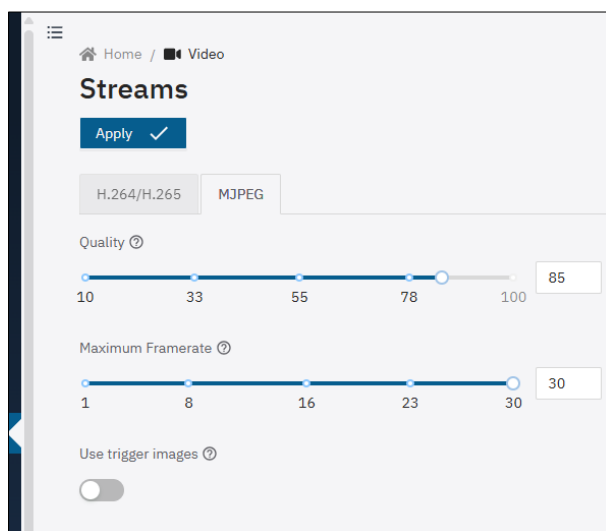 Home / Video
Streams
Apply
H.264/H.265 MJPEG
Quality
85
10 33 55 78 100
Maximum Framerate
30
1 8 16 23 30
Use trigger images